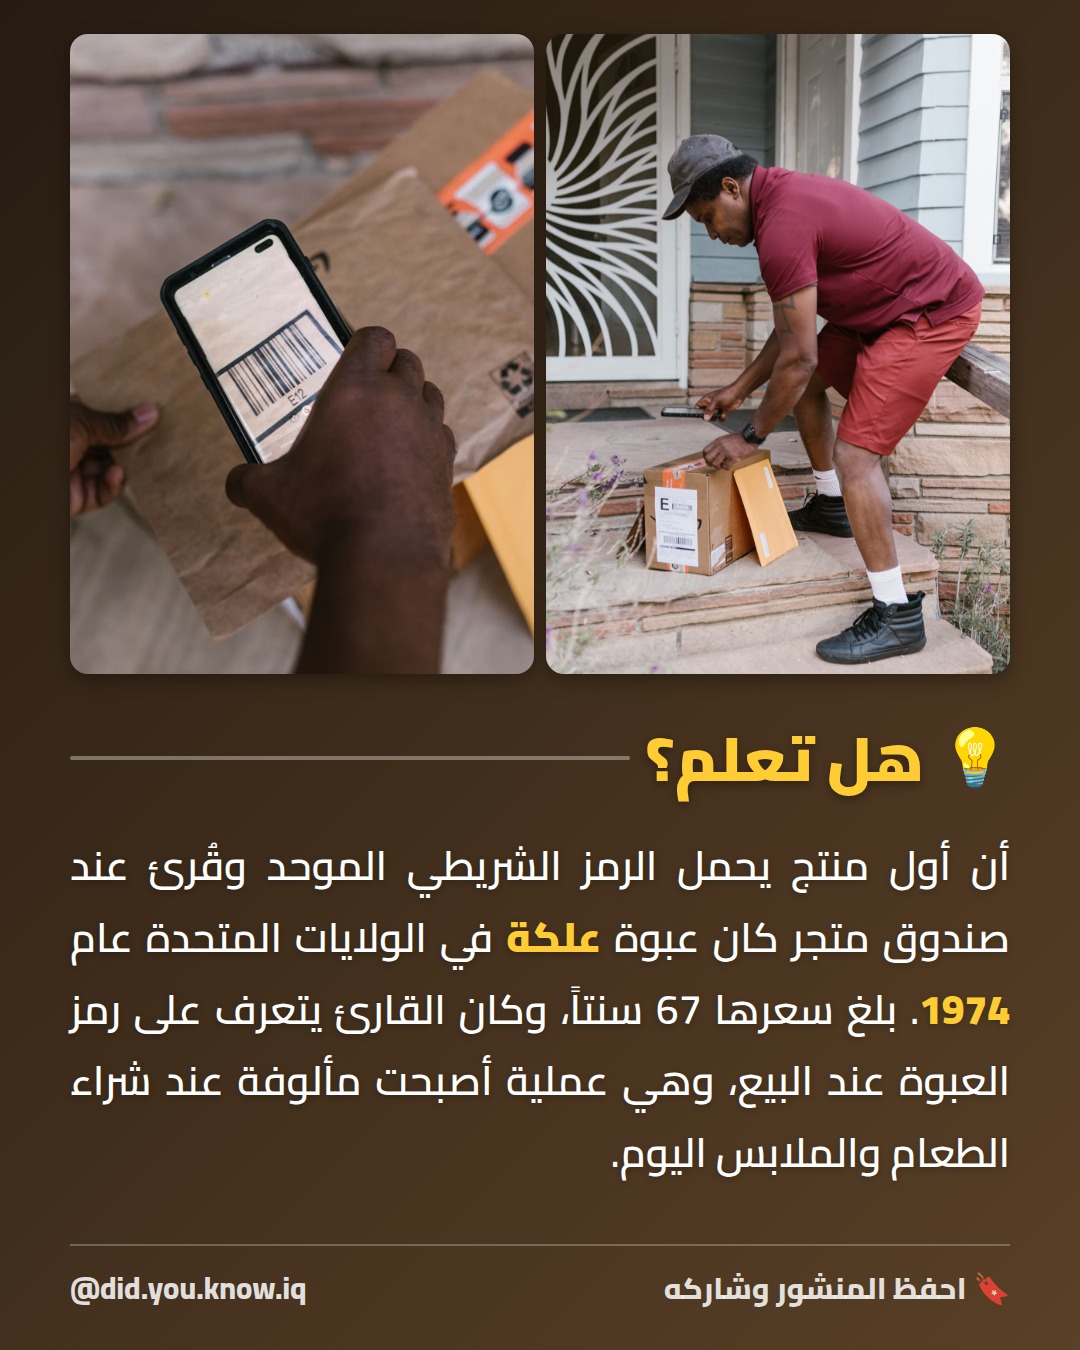 E12
E
💡 هل تعلم؟
أن أول منتج يحمل الرمز الشريطي الموحد وقُرئ عند
صندوق متجر كان عبوة علكة في الولايات المتحدة عام
1974. بلغ سعرها 67 سنتاً، وكان القارئ يتعرف على رمز
العبوة عند البيع، وهي عملية أصبحت مألوفة عند شراء
الطعام والملابس اليوم.
🔖 احفظ المنشور وشاركه
@did.you.know.iq